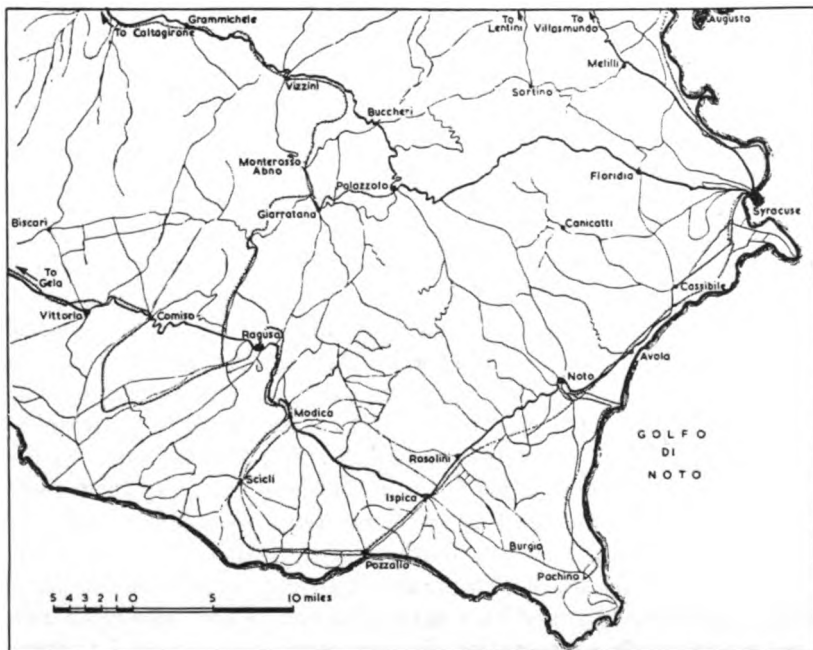 To Caltagirone
Grammichele
To Lentini
To Villasmundo
Augusta
Melilli
Vizzini
Sortino
Buccheri
Monterosso
Almo
Palazzolo
Floridia
Syracuse
Giarratana
Biscari
Canicatti
To Gela
Cassibile
Vittoria
Comiso
Ragusa
Avola
Noto
Modica
GOLFO
DI
NOTO
Rosolini
Scicli
Ispica
Burgio
Pozzallo
Pachino
5 4 3 2 1 0 5 10 miles